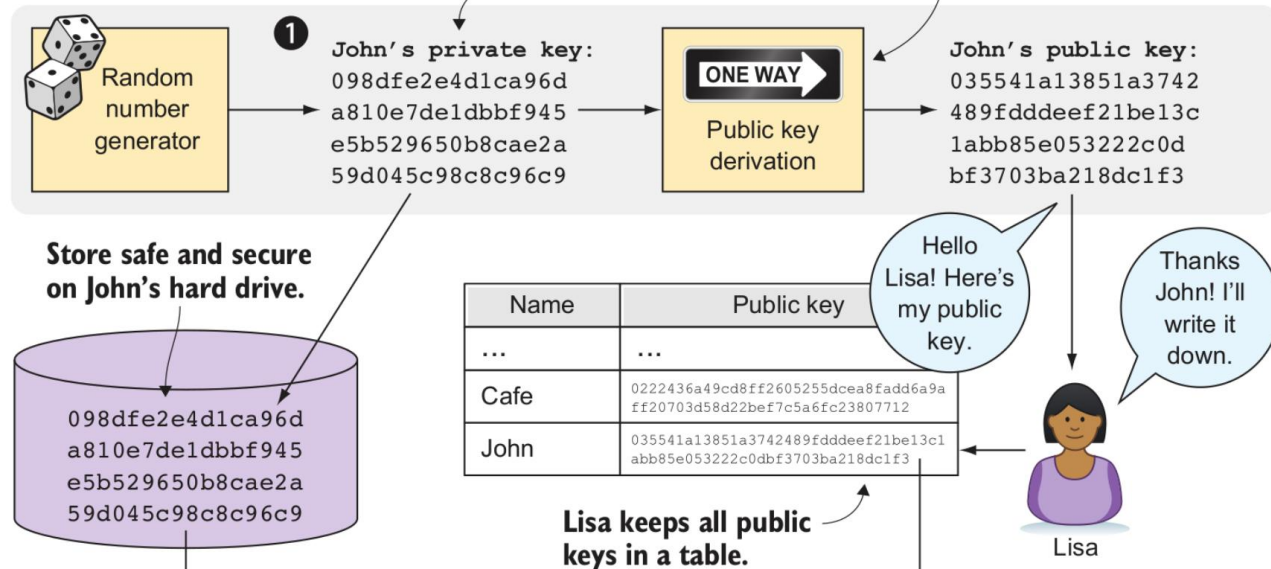 1
Random
number
generator
John's private key:
098dfe2e4d1ca96d
a810e7de1dbbf945
e5b529650b8cae2a
59d045c98c8c96c9
ONE WAY
Public key
derivation
John's public key:
035541a13851a3742
489fdddeef21be13c
1abb85e053222c0d
bf3703ba218dc1f3
Store safe and secure
on John's hard drive.
098dfe2e4d1ca96d
a810e7de1dbbf945
e5b529650b8cae2a
59d045c98c8c96c9
Hello
Lisa! Here's
my public
key.
Thanks
John! I'll
write it
down.
Name Public key
... ...
Cafe 0222436a49cd8ff2605255dcea8fadd6a9a
ff20703d58d22bef7c5a6fc23807712
John 035541a13851a3742489fdddeef21be13c1
abb85e053222c0dbf3703ba218dc1f3
Lisa keeps all public
keys in a table.
Lisa